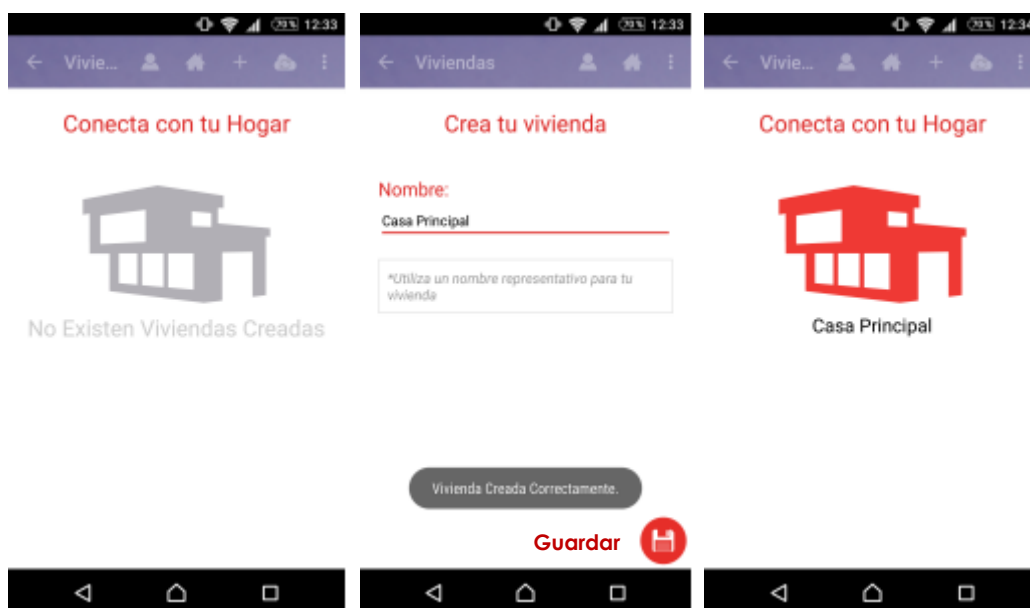 20% 12:33
Vivie...
Conecta con tu Hogar
No Existen Viviendas Creadas
20% 12:33
Viviendas
Crea tu vivienda
Nombre:
Casa Principal
*Utiliza un nombre representativo para tu
vivienda
Vivienda Creada Correctamente.
Guardar
12:34
Vivie...
Conecta con tu Hogar
Casa Principal